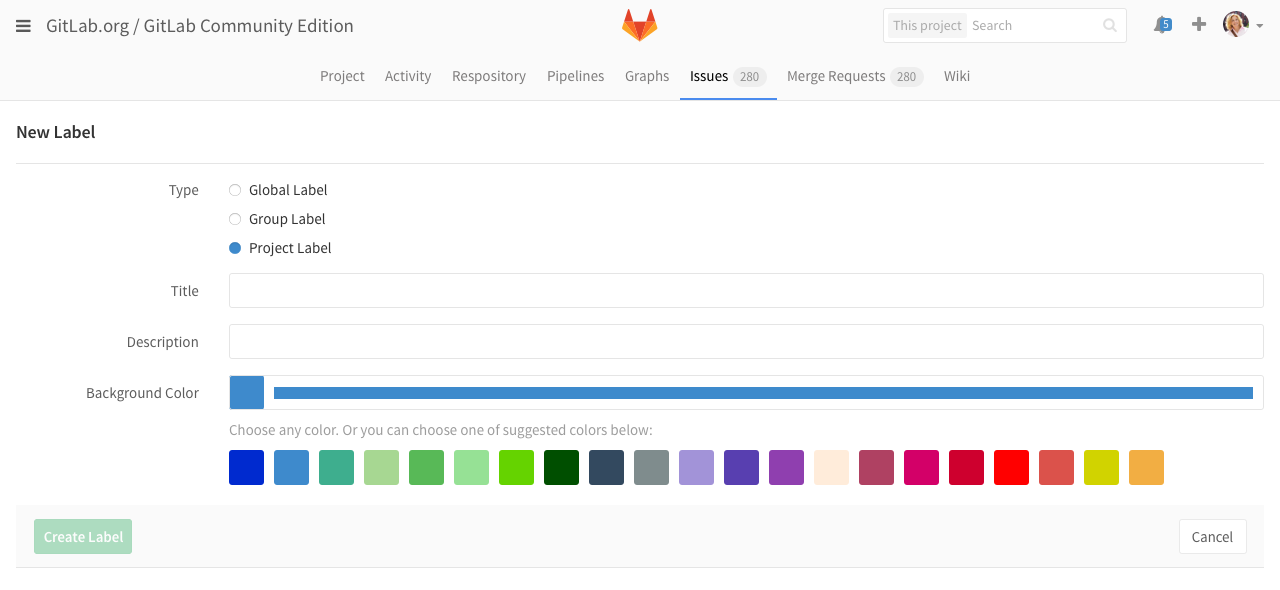 GitLab.org / GitLab Community Edition
This project Search
5
Project Activity Respository Pipelines Graphs Issues 280 Merge Requests 280 Wiki
New Label
Type
Global Label
Group Label
Project Label
Title
Description
Background Color
Choose any color. Or you can choose one of suggested colors below:
Create Label
Cancel